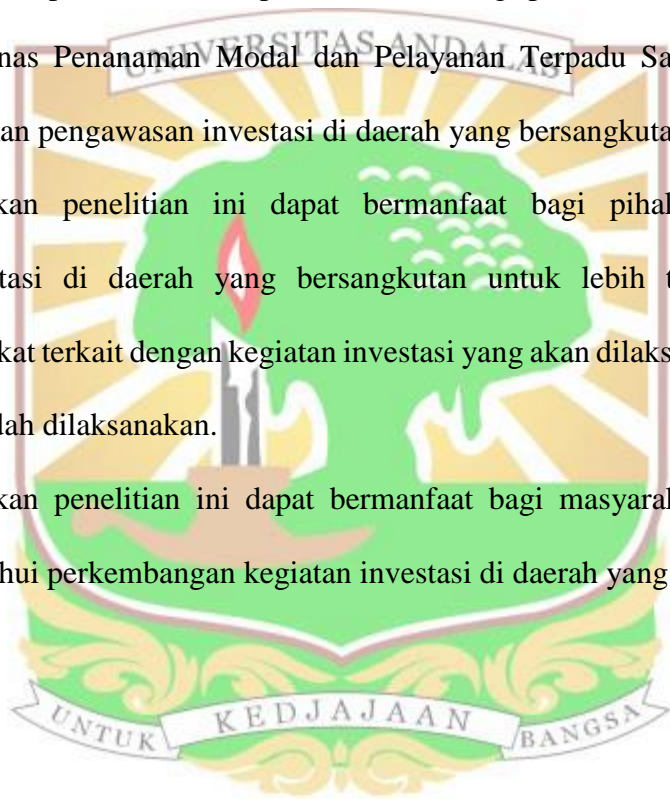 UNIVERSITAS ANDALAS
nas Penanaman Modal dan Pelayanan Terpadu Sa
an pengawasan investasi di daerah yang bersangkuta
kan penelitian ini dapat bermanfaat bagi piha
tasi di daerah yang bersangkutan untuk lebih t
kat terkait dengan kegiatan investasi yang akan dilaks
dah dilaksanakan.
kan penelitian ini dapat bermanfaat bagi masyaral
hui perkembangan kegiatan investasi di daerah yang
UNTUK KEDJAJAAN BANGSA